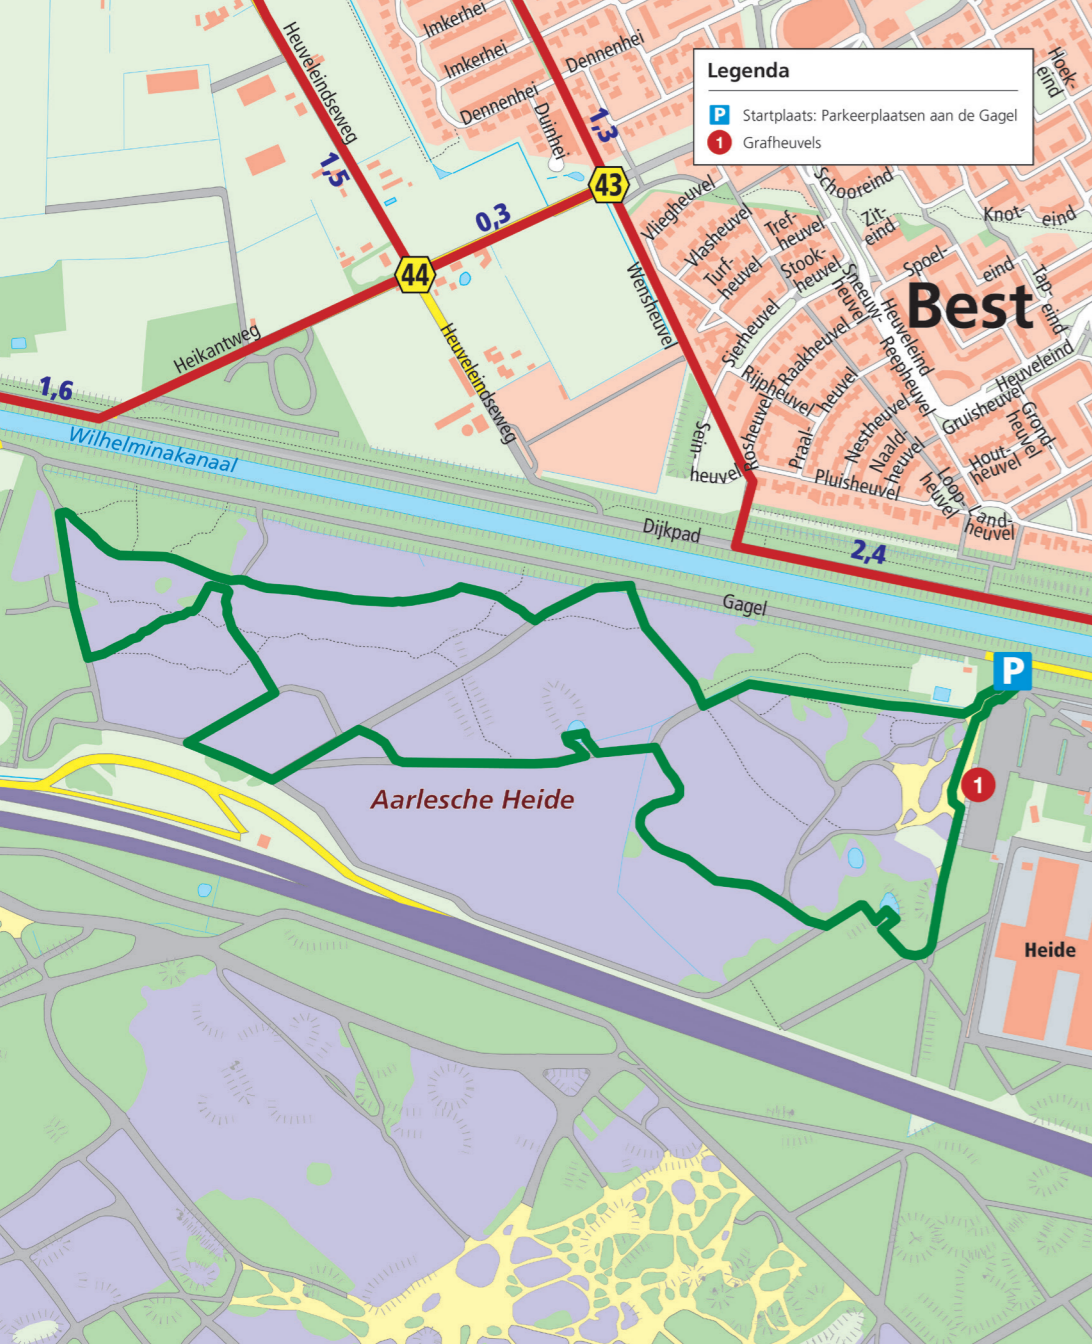 Heuveleindseweg
Imkerhei
Imkerhei
Dennenhei
Dennenhei
Duinhei
1,3
1,5
Legenda
P Startplaats: Parkeerplaatsen aan de Gagel
1 Grafheuvels
Hoek-
eind
43
0,3
44
Vliegheuvel
Vlasheuvel
Turf-
heuvel
Tref-
heuvel
Stook-
heuvel
Schooreind
Zit-
eind
Knot-
eind
Spoel-
eind
Tap-
eind
Sneeuw-
heuvel
Best
Heuveleind
Heuveleind
Reepheuvel
Wensheuvel
Sierheuvel
Raakheuvel
Rijpheuvel
Heikantweg
Heuveleindseweg
1,6
Wilhelminakanaal
Sein-
heuvel
Rosheuvel
Praal-
heuvel
Nestheuvel
Naald-
heuvel
Pluisheuvel
Gruisheuvel
Grond-
heuvel
Hout-
heuvel
Loop-
heuvel
Land-
heuvel
Dijkpad
2,4
Gagel
P
1
Aarlesche Heide
Heide